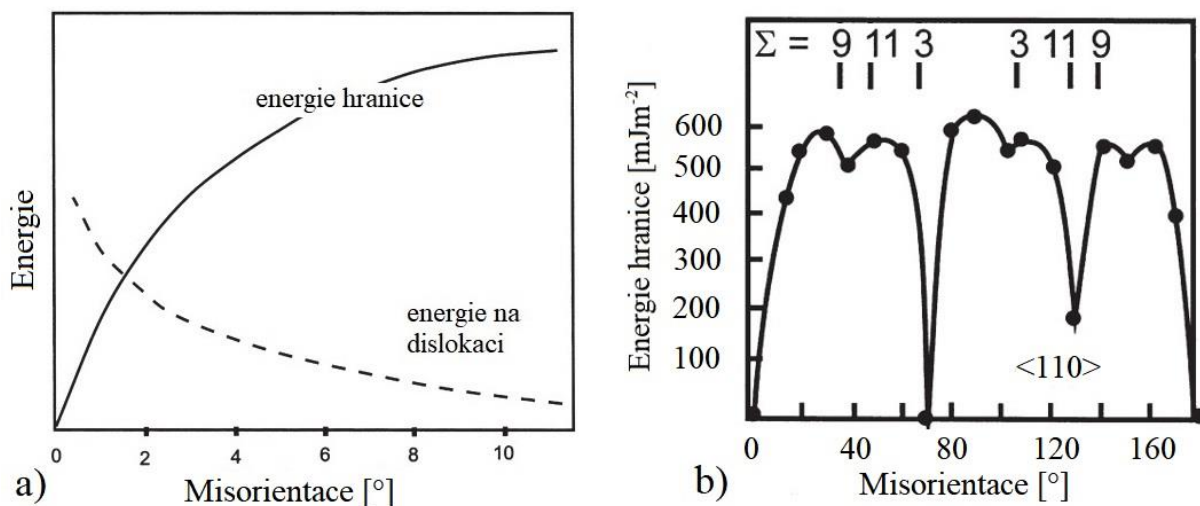 Energie
energie hranice
energie na
dislokaci
0 2 4 6 8 10
a)
Misorientace [°]
Σ = 9 11 3 3 11 9
Energie hranice [mJm⁻²]
600
500
400
300
200
100
<110>
0 40 80 120 160
b)
Misorientace [°]